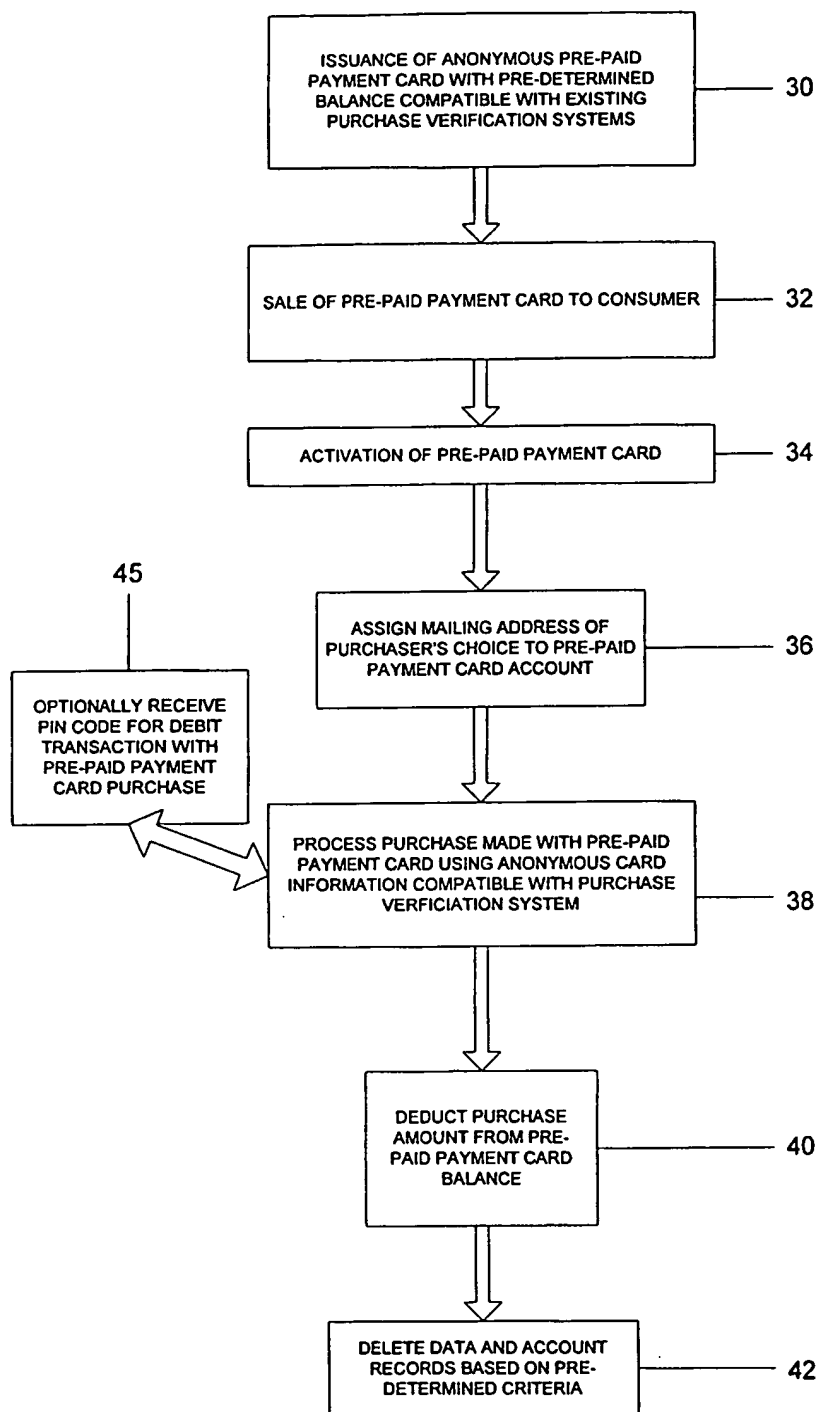 ISSUANCE OF ANONYMOUS PRE-PAID
PAYMENT CARD WITH PRE-DETERMINED
BALANCE COMPATIBLE WITH EXISTING
PURCHASE VERIFICATION SYSTEMS
30
SALE OF PRE-PAID PAYMENT CARD TO CONSUMER
32
ACTIVATION OF PRE-PAID PAYMENT CARD
34
45
ASSIGN MAILING ADDRESS OF
PURCHASER'S CHOICE TO PRE-PAID
PAYMENT CARD ACCOUNT
36
OPTIONALLY RECEIVE
PIN CODE FOR DEBIT
TRANSACTION WITH
PRE-PAID PAYMENT
CARD PURCHASE
PROCESS PURCHASE MADE WITH PRE-PAID
PAYMENT CARD USING ANONYMOUS CARD
INFORMATION COMPATIBLE WITH PURCHASE
VERIFICIATION SYSTEM
38
DEDUCT PURCHASE
AMOUNT FROM PRE-
PAID PAYMENT CARD
BALANCE
40
DELETE DATA AND ACCOUNT
RECORDS BASED ON PRE-
DETERMINED CRITERIA
42